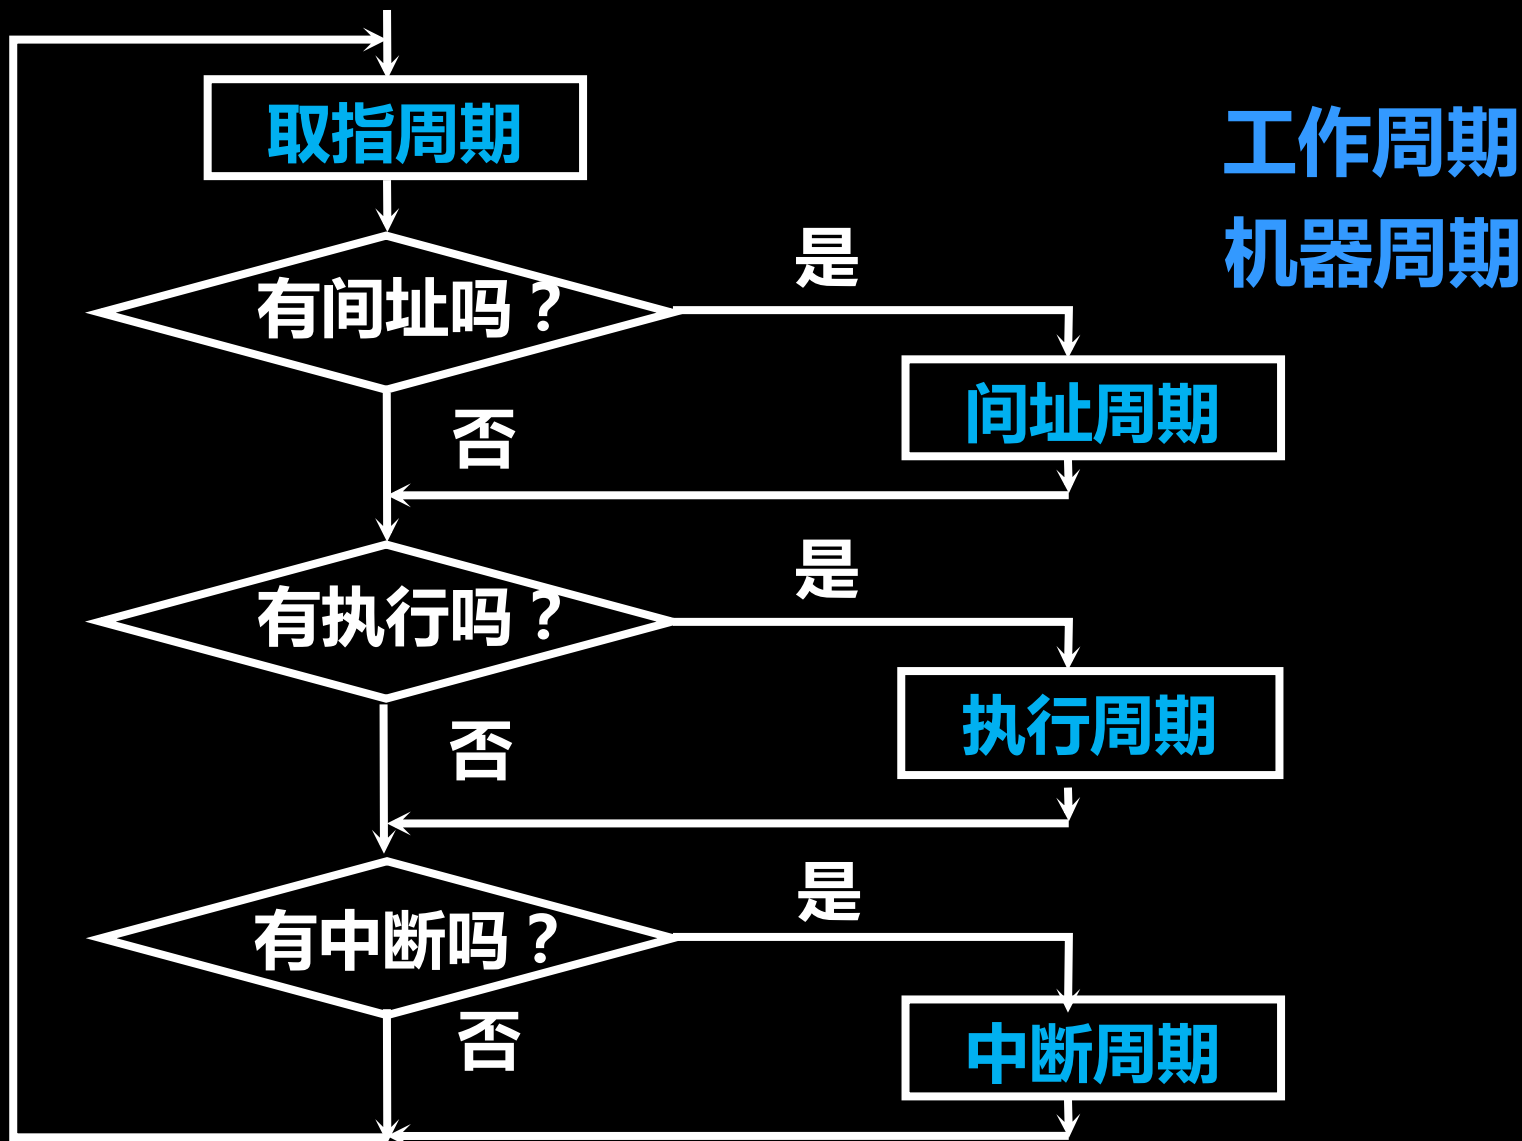 取指周期
工作周期
机器周期
是
有间址吗？
间址周期
否
是
有执行吗？
执行周期
否
是
有中断吗？
否
中断周期